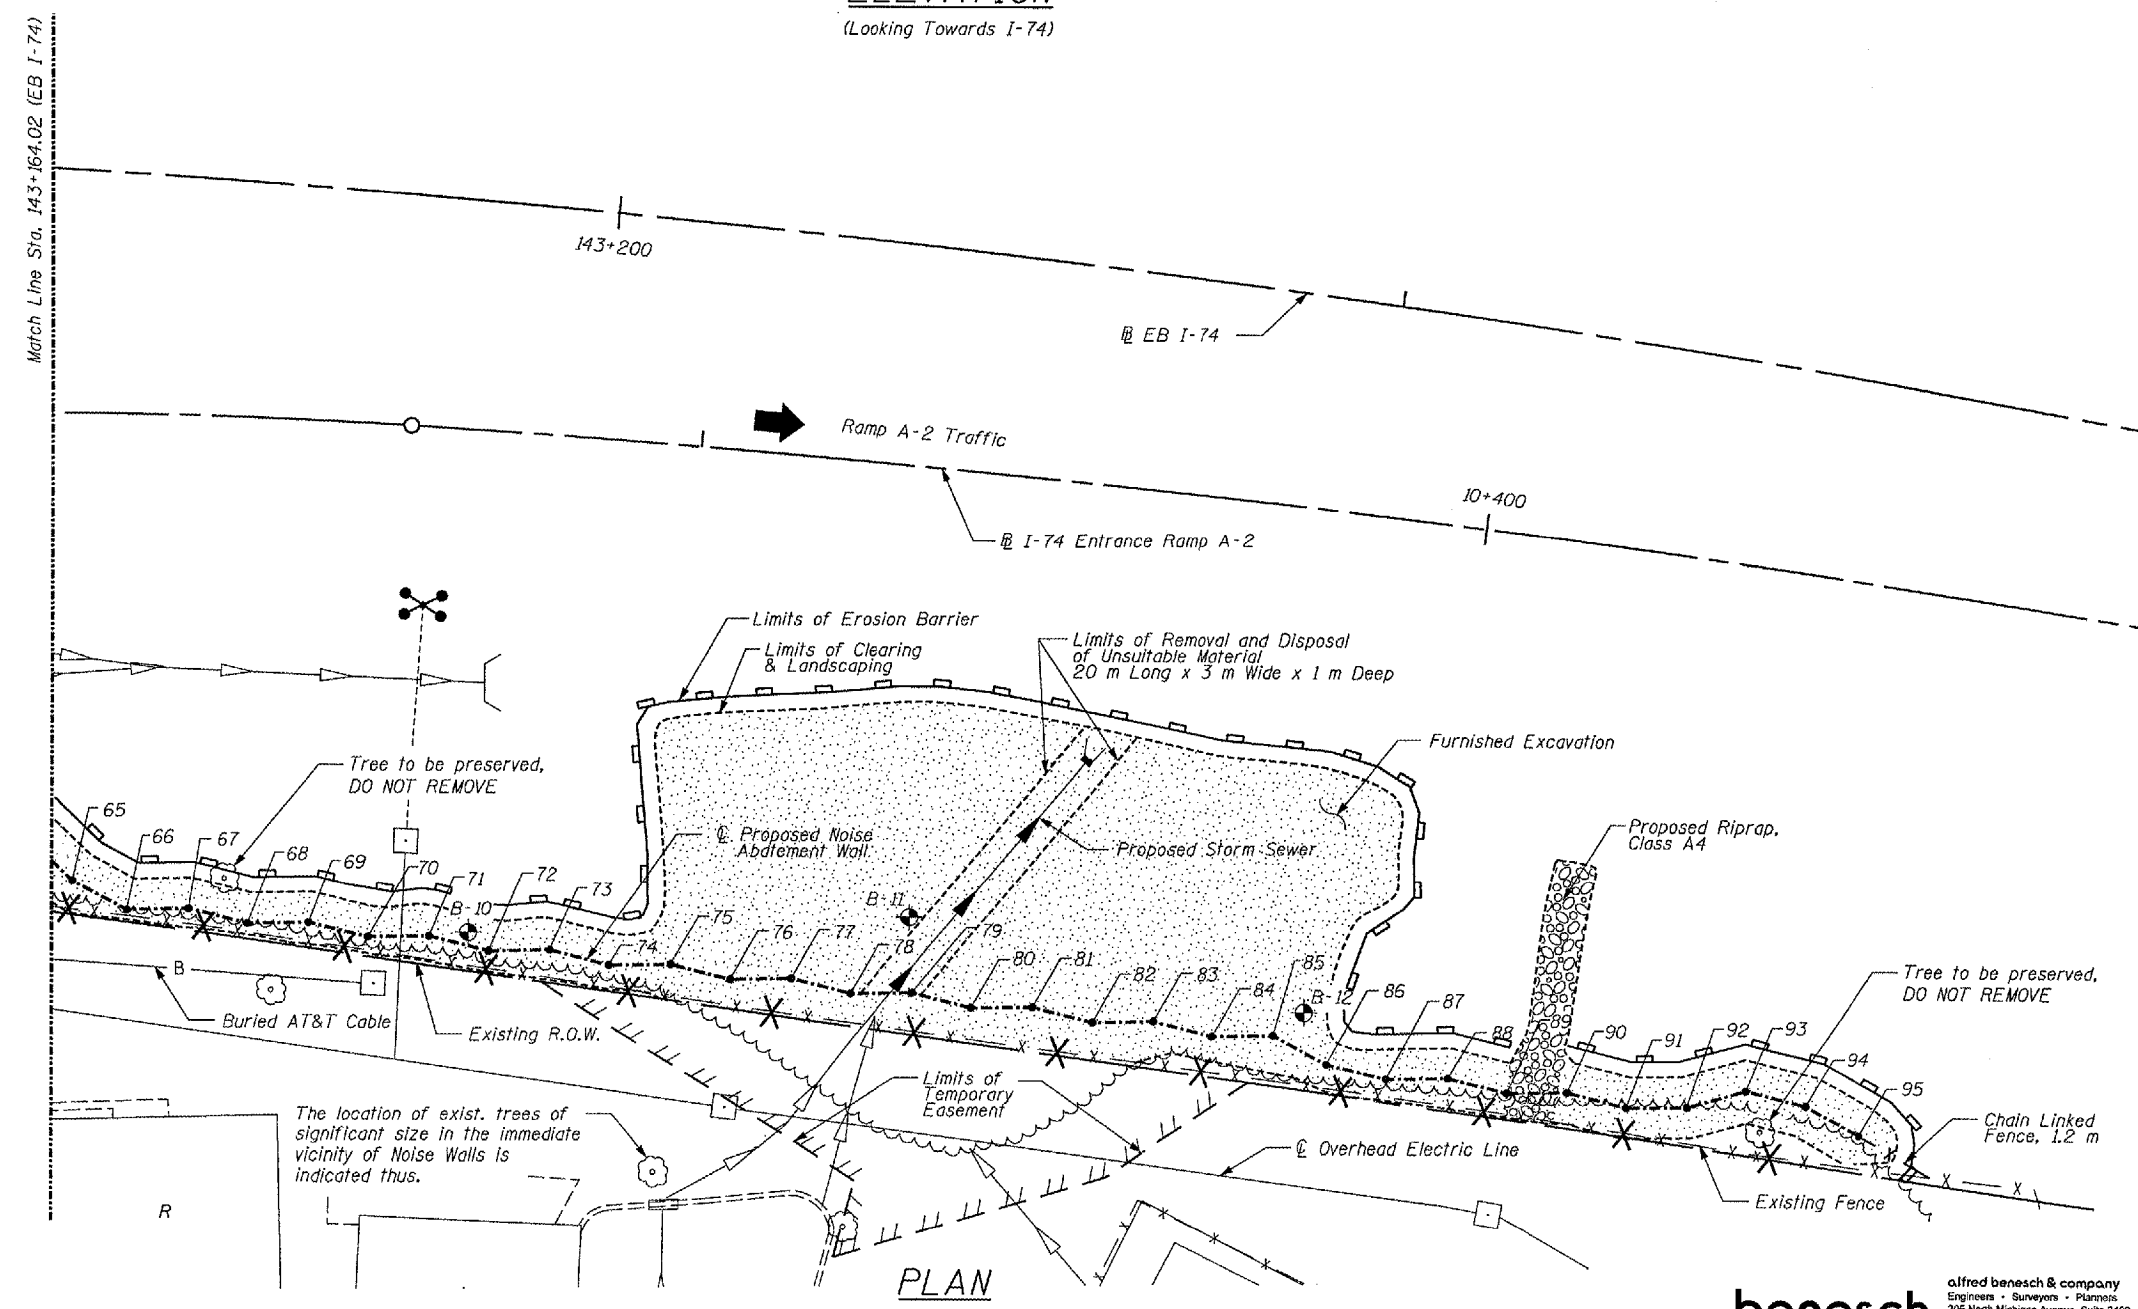 (Looking Towards I-74)
Match Line Sta. 143+164.02 (EB I-74)
143+200
℄ EB I-74
Ramp A-2 Traffic
10+400
℄ I-74 Entrance Ramp A-2
Limits of Erosion Barrier
Limits of Clearing
& Landscaping
Limits of Removal and Disposal
of Unsuitable Material
20 m Long x 3 m Wide x 1 m Deep
Furnished Excavation
Tree to be preserved,
DO NOT REMOVE
℄ Proposed Noise
Abatement Wall
Proposed Storm Sewer
Proposed Riprap,
Class A4
65
66
67
68
69
70
71
72
73
74
75
76
77
78
79
80
81
82
83
84
85
86
87
88
89
90
91
92
93
94
95
B-10
B-11
B-12
Tree to be preserved,
DO NOT REMOVE
B
Buried AT&T Cable
Existing R.O.W.
Limits of
Temporary
Easement
The location of exist. trees of
significant size in the immediate
vicinity of Noise Walls is
indicated thus.
℄ Overhead Electric Line
Chain Linked
Fence, 1.2 m
Existing Fence
R
PLAN
benesch
alfred benesch & company
Engineers • Surveyors • Planners